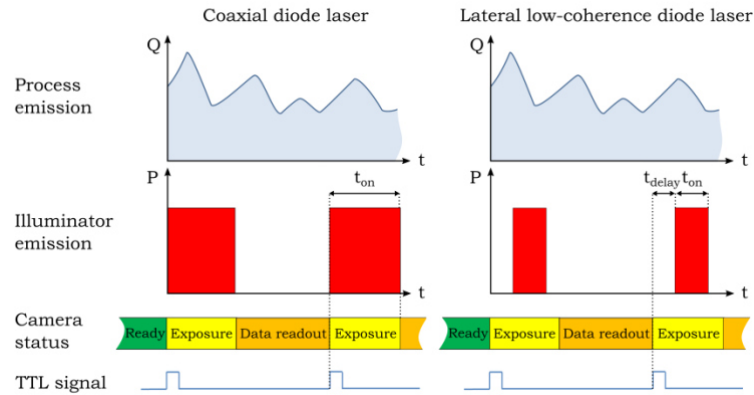 Coaxial diode laser
Lateral low-coherence diode laser
Process
emission
Q
t
Q
t
Illuminator
emission
P
t_on
t
P
t_delay t_on
t
Camera
status
Ready Exposure Data readout Exposure
Ready Exposure Data readout Exposure
TTL signal